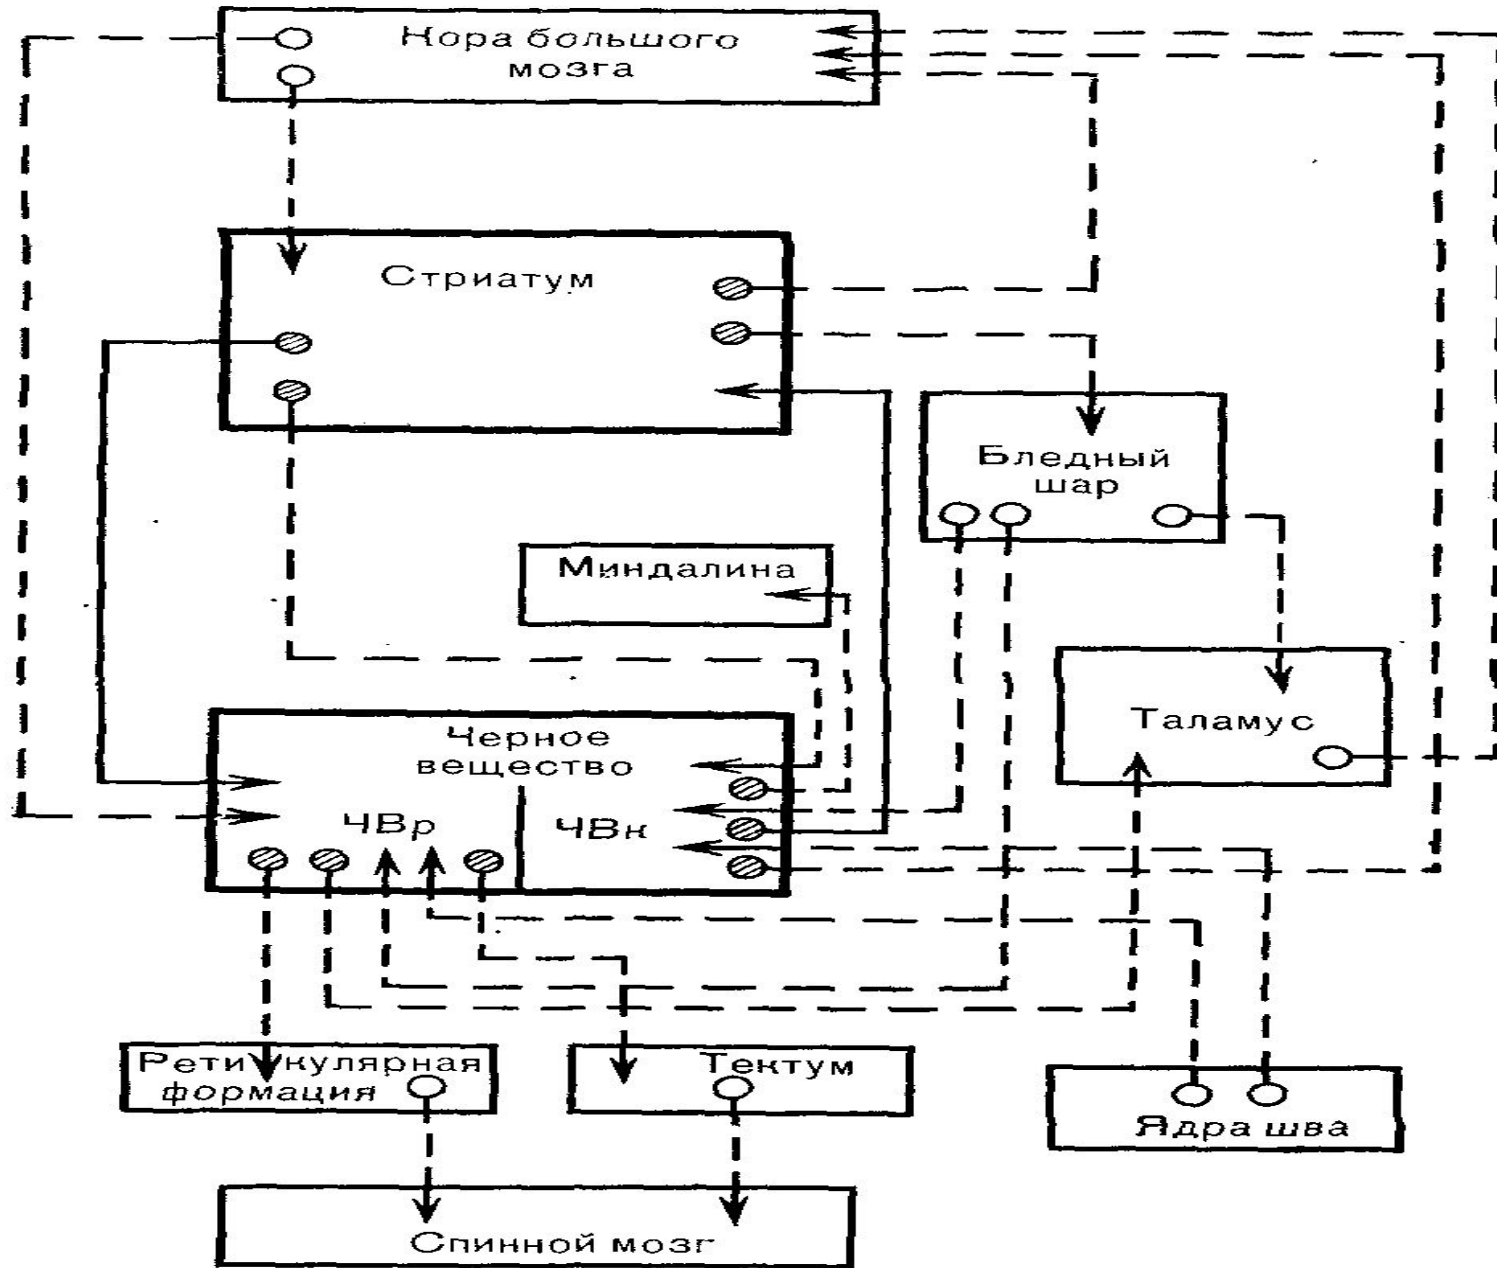 Кора большого
мозга
Стриатум
Бледный
шар
Миндалина
Таламус
Черное
вещество
ЧВр
ЧВк
Ретикулярная
формация
Тектум
Ядра шва
Спинной мозг